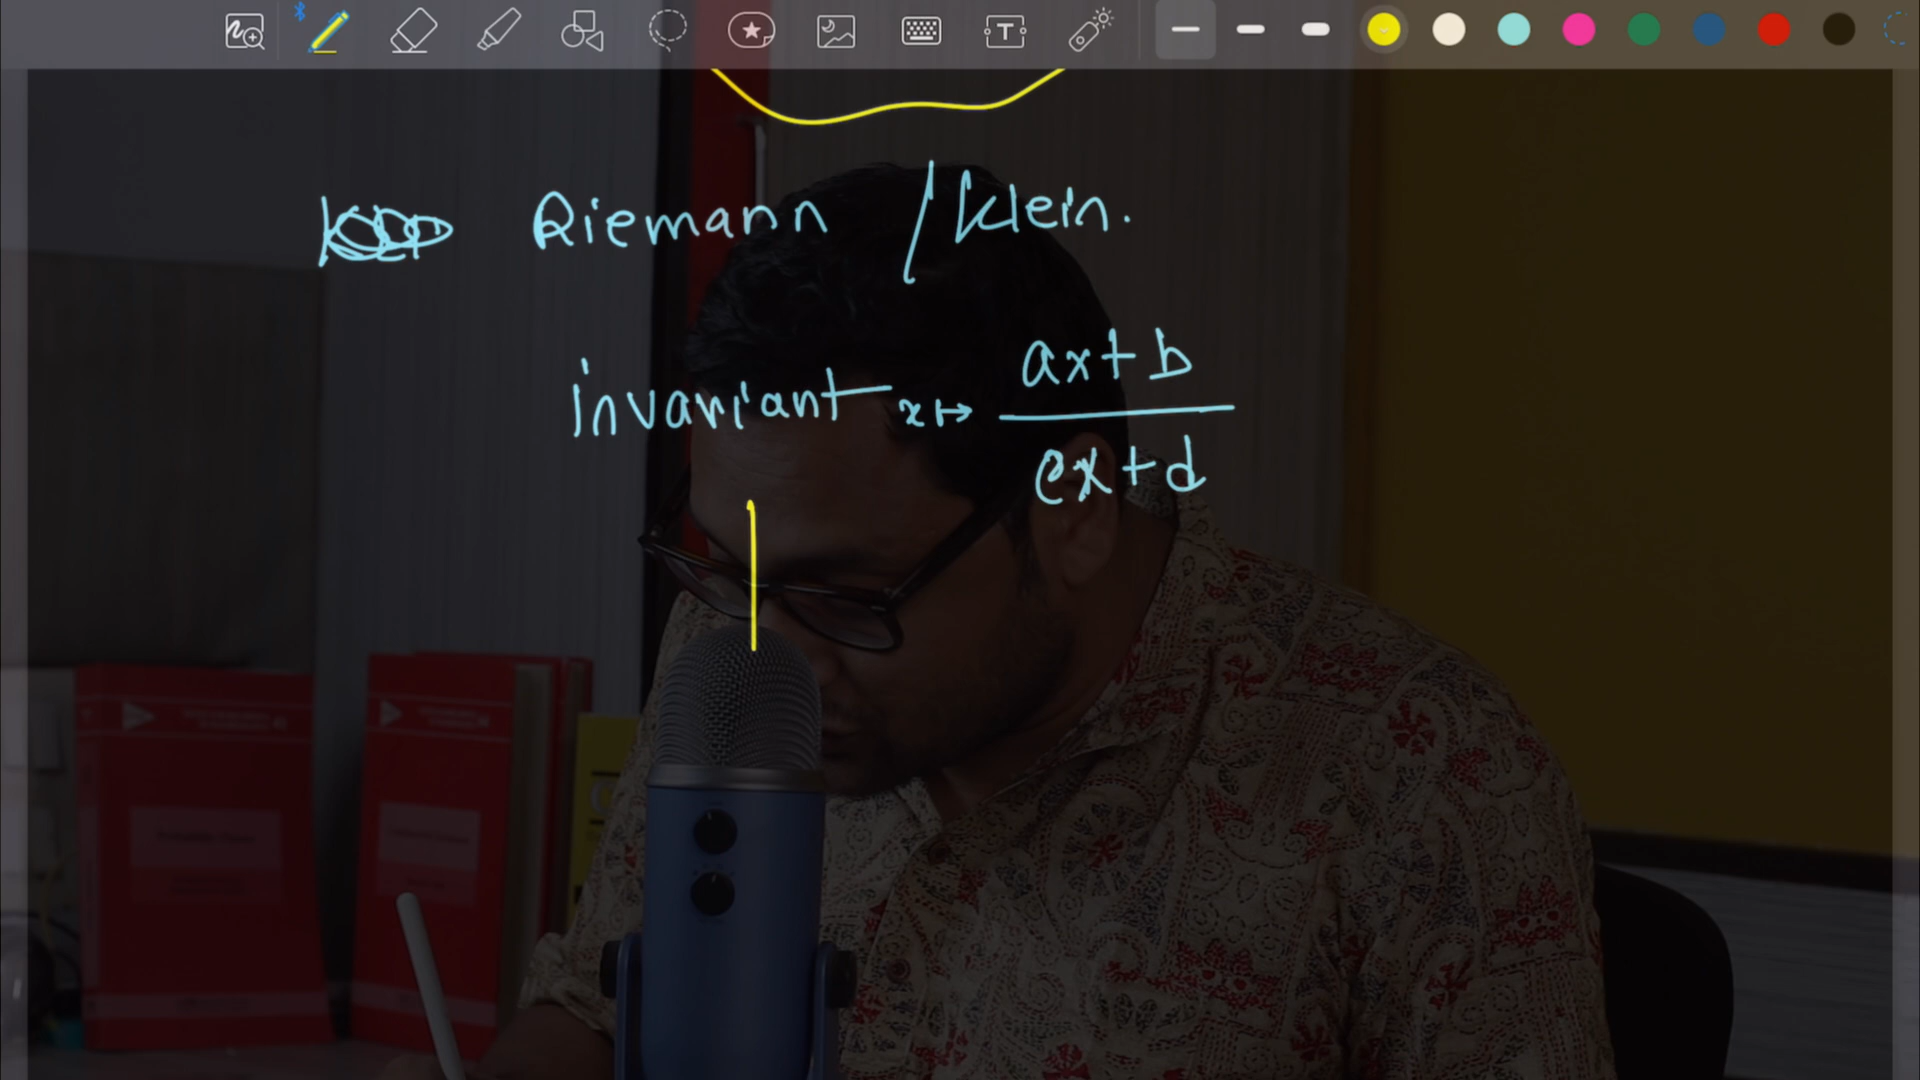 Riemann / Klein.
invariant x ↦ ax + b
cx + d